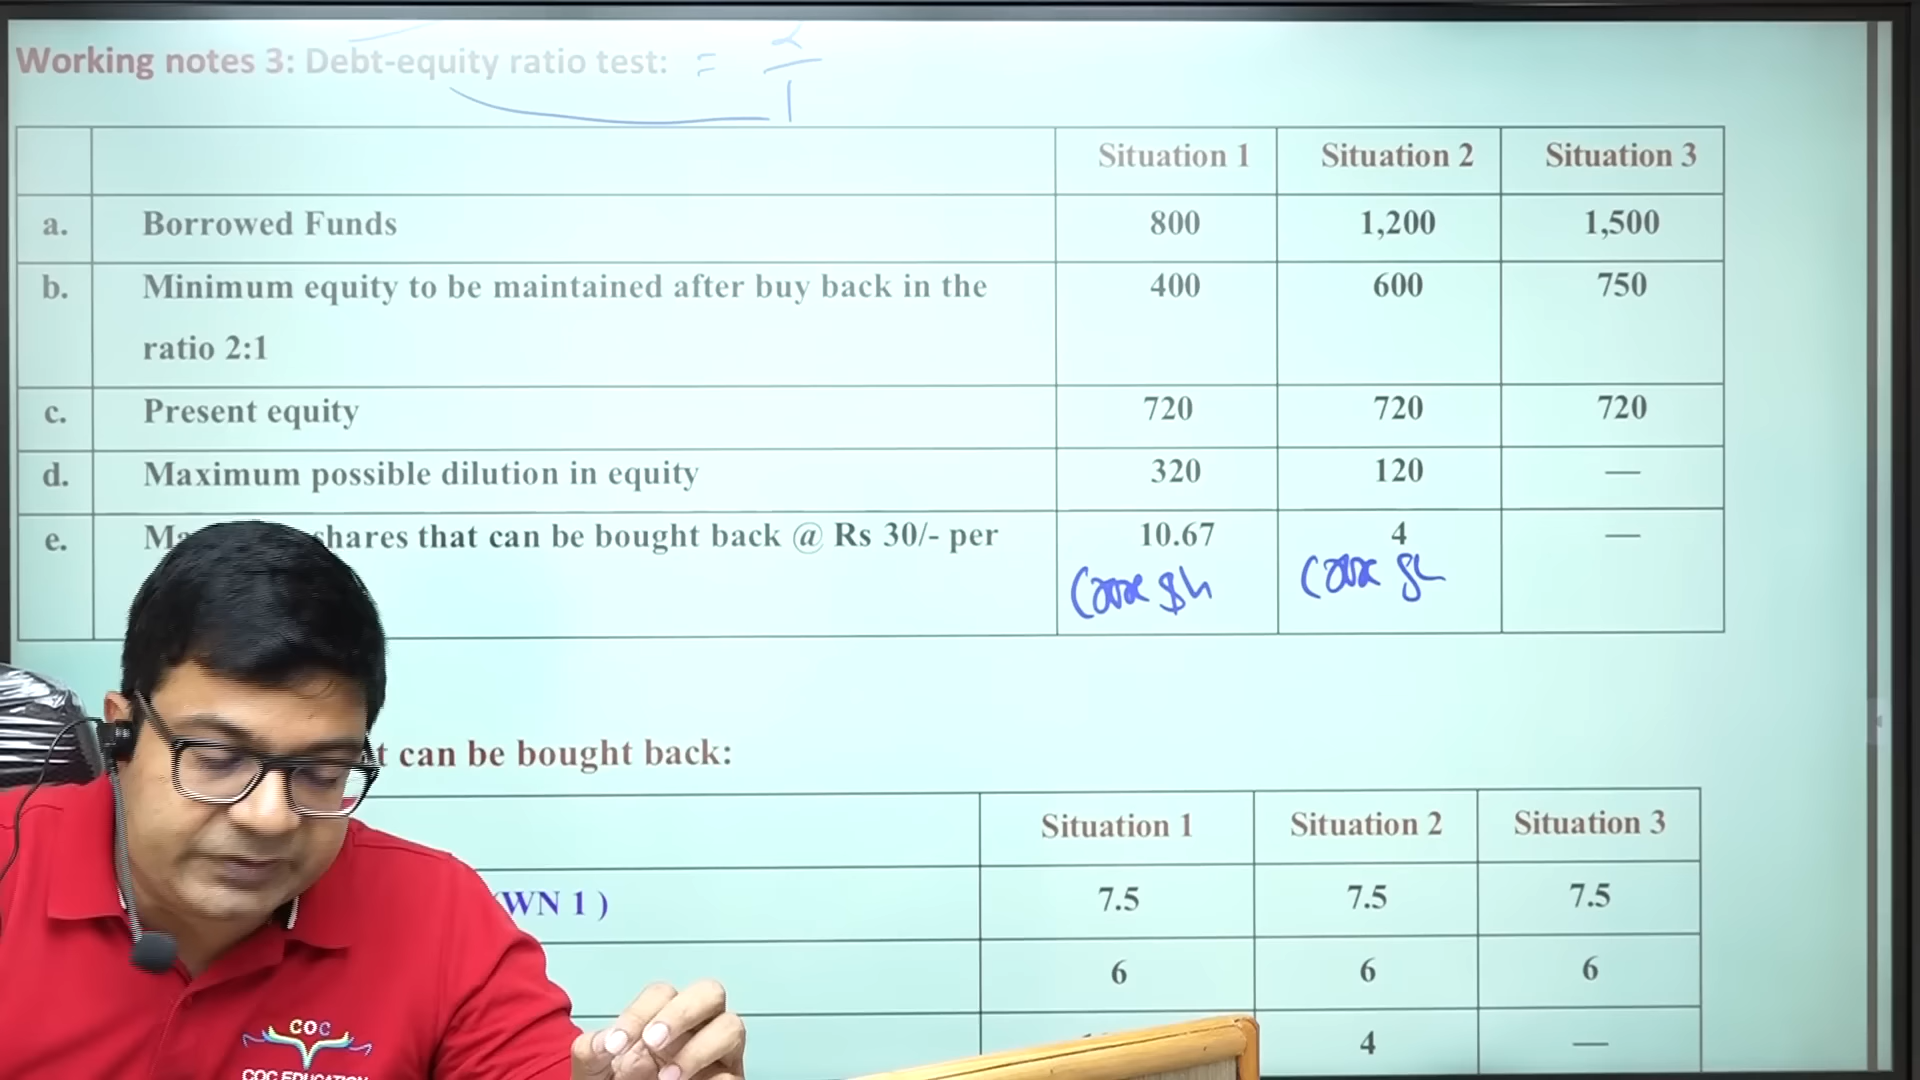 Working notes 3: Debt-equity ratio test: = 2/1
Situation 1 Situation 2 Situation 3
a. Borrowed Funds 800 1,200 1,500
b. Minimum equity to be maintained after buy back in the 400 600 750
ratio 2:1
c. Present equity 720 720 720
d. Maximum possible dilution in equity 320 120 —
e. hares that can be bought back @ Rs 30/- per 10.67 4 —
t can be bought back:
Situation 1 Situation 2 Situation 3
(WN 1 ) 7.5 7.5 7.5
6 6 6
4 —
COC
COC EDUCATION